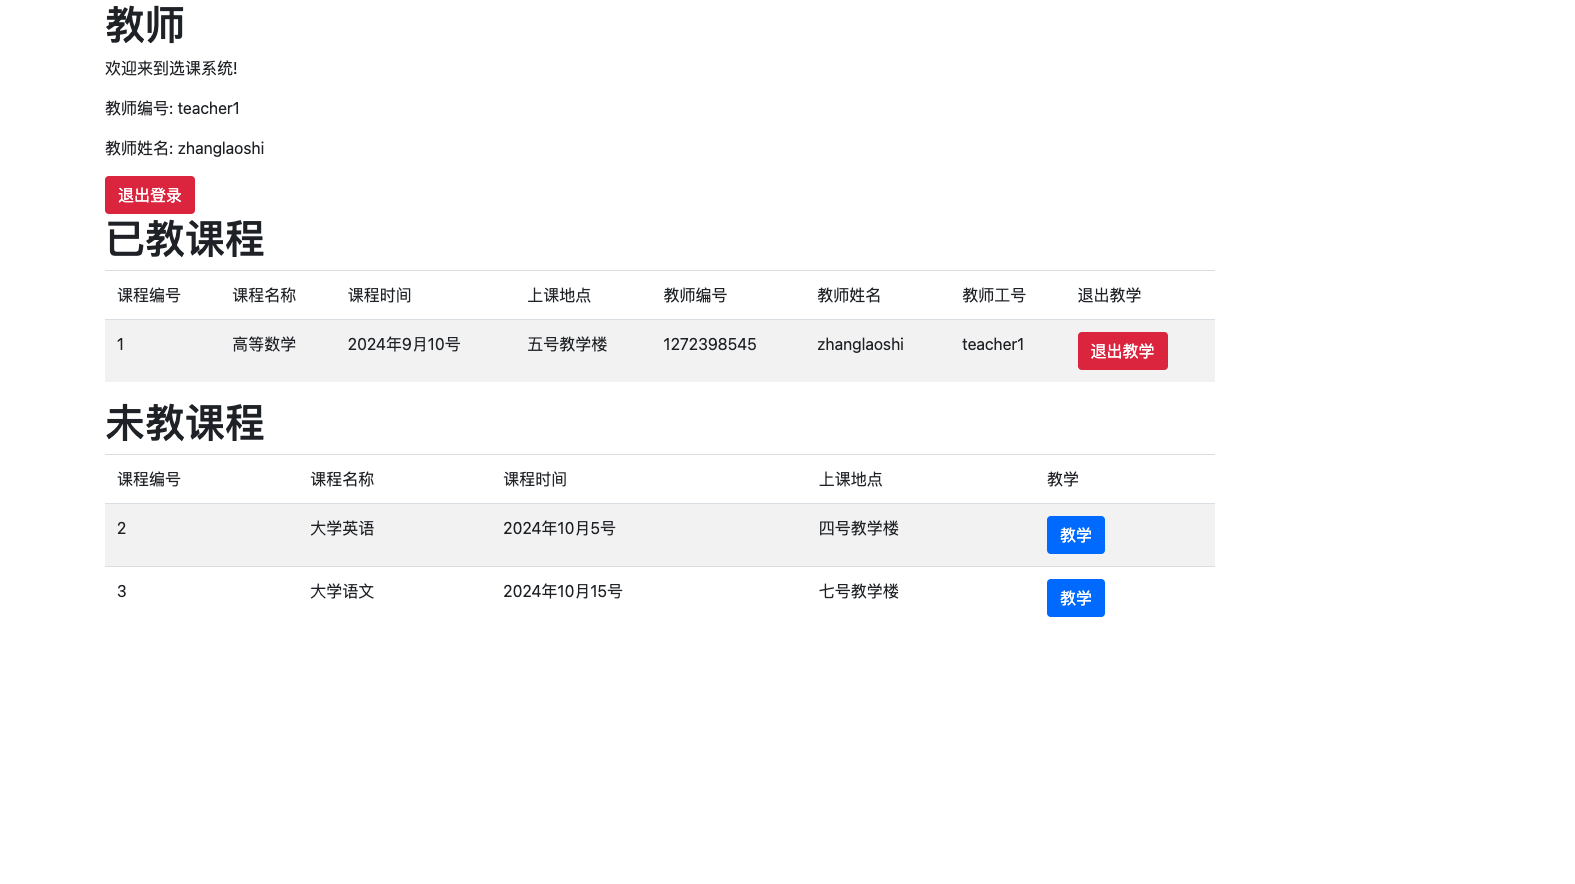 教师
欢迎来到选课系统!
教师编号: teacher1
教师姓名: zhanglaoshi
退出登录
已教课程
课程编号 课程名称 课程时间 上课地点 教师编号 教师姓名 教师工号 退出教学
1 高等数学 2024年9月10号 五号教学楼 1272398545 zhanglaoshi teacher1 退出教学
未教课程
课程编号 课程名称 课程时间 上课地点 教学
2 大学英语 2024年10月5号 四号教学楼 教学
3 大学语文 2024年10月15号 七号教学楼 教学